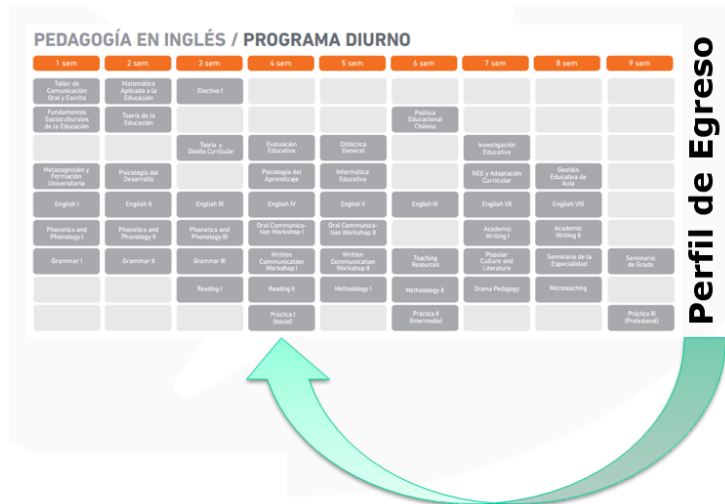 PEDAGOGÍA EN INGLÉS / PROGRAMA DIURNO
1 sem 2 sem 3 sem 4 sem 5 sem 6 sem 7 sem 8 sem 9 sem
Taller de Comunicación Oral y Escrita
Matemática Aplicada a la Educación
Electivo I
Fundamentos Socioculturales de la Educación
Teoría de la Educación
Política Educacional Chilena
Teoría y Diseño Curricular
Evaluación Educativa
Didáctica General
Investigación Educativa
Metacognición y Formación Universitaria
Psicología del Desarrollo
Psicología del Aprendizaje
Informática Educativa
NEE y Adaptación Curricular
Gestión Educativa de Aula
English I
English II
English III
English IV
English V
English VI
English VII
English VIII
Phonetics and Phonology I
Phonetics and Phonology II
Phonetics and Phonology III
Oral Communica-tion Workshop I
Oral Communica-tion Workshop II
Academic Writing I
Academic Writing II
Grammar I
Grammar II
Grammar III
Written Communication Workshop I
Written Communication Workshop II
Teaching Resources
Popular Culture and Literature
Seminario de la Especialidad
Seminario de Grado
Reading I
Reading II
Methodology I
Methodology II
Drama Pedagogy
Microteaching
Práctica I (Inicial)
Práctica II (Intermedia)
Práctica III (Profesional)
Perfil de Egreso